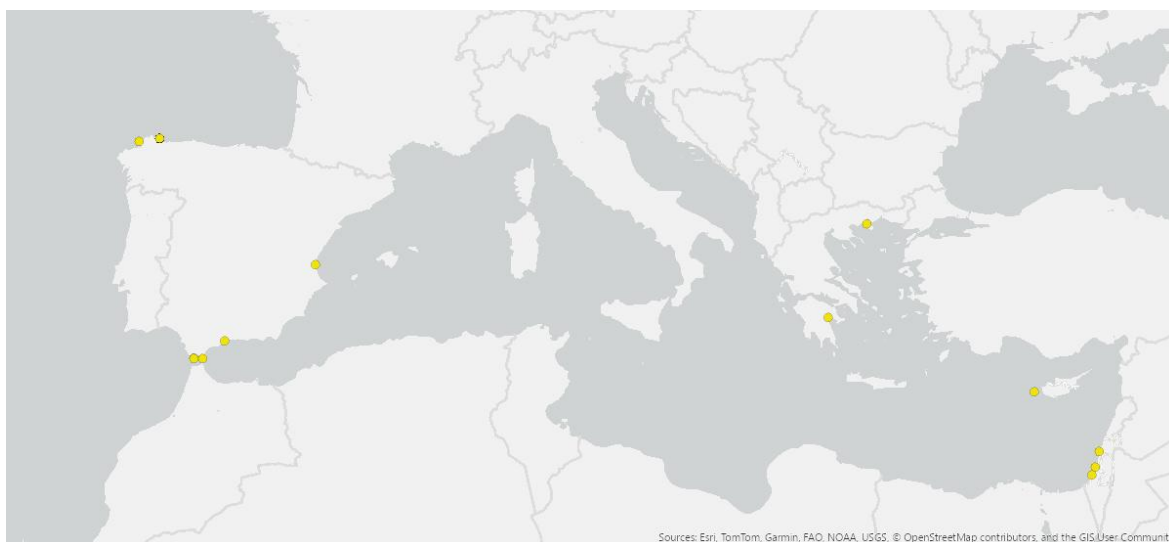 Sources: Esri, TomTom, Garmin, FAO, NOAA, USGS, © OpenStreetMap contributors, and the GIS User Communit